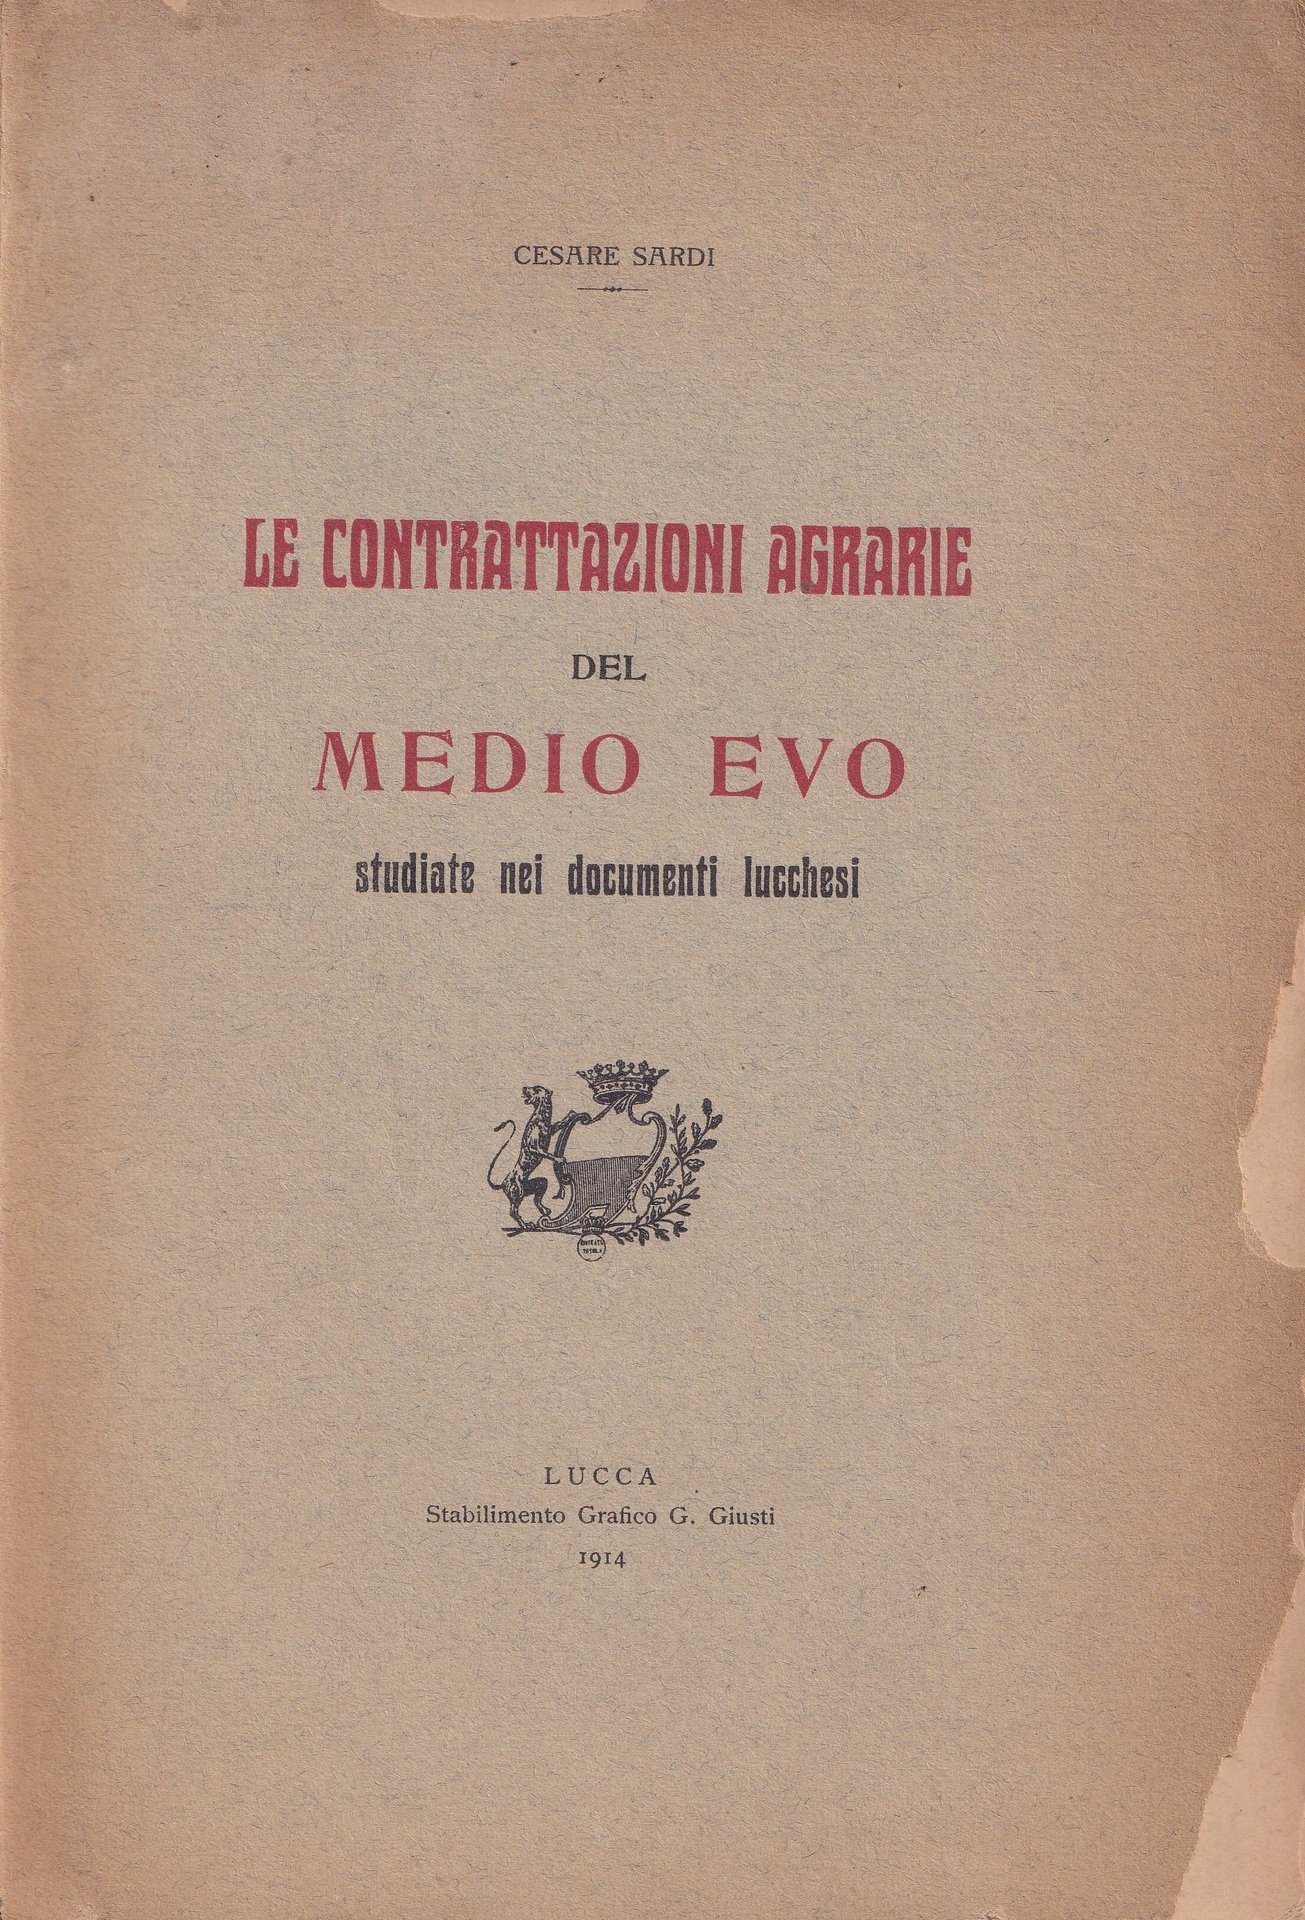 CESARE SARDI
LE CONTRATTAZIONI AGRARIE
DEL
MEDIO EVO
studiate nei documenti lucchesi
LUCCA
Stabilimento Grafico G. Giusti
1914